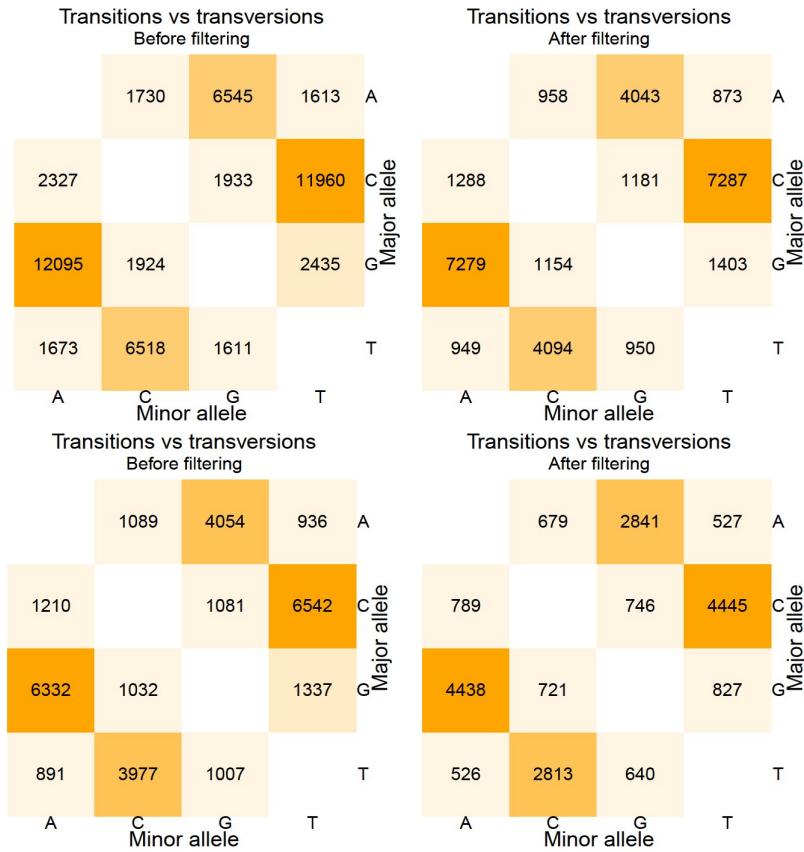 Transitions vs transversions
Before filtering
1730 6545 1613 A
2327 1933 11960 C
12095 1924 2435 G
1673 6518 1611 T
A C G T
Minor allele
Major allele
Transitions vs transversions
After filtering
958 4043 873 A
1288 1181 7287 C
7279 1154 1403 G
949 4094 950 T
A C G T
Minor allele
Major allele
Transitions vs transversions
Before filtering
1089 4054 936 A
1210 1081 6542 C
6332 1032 1337 G
891 3977 1007 T
A C G T
Minor allele
Major allele
Transitions vs transversions
After filtering
679 2841 527 A
789 746 4445 C
4438 721 827 G
526 2813 640 T
A C G T
Minor allele
Major allele